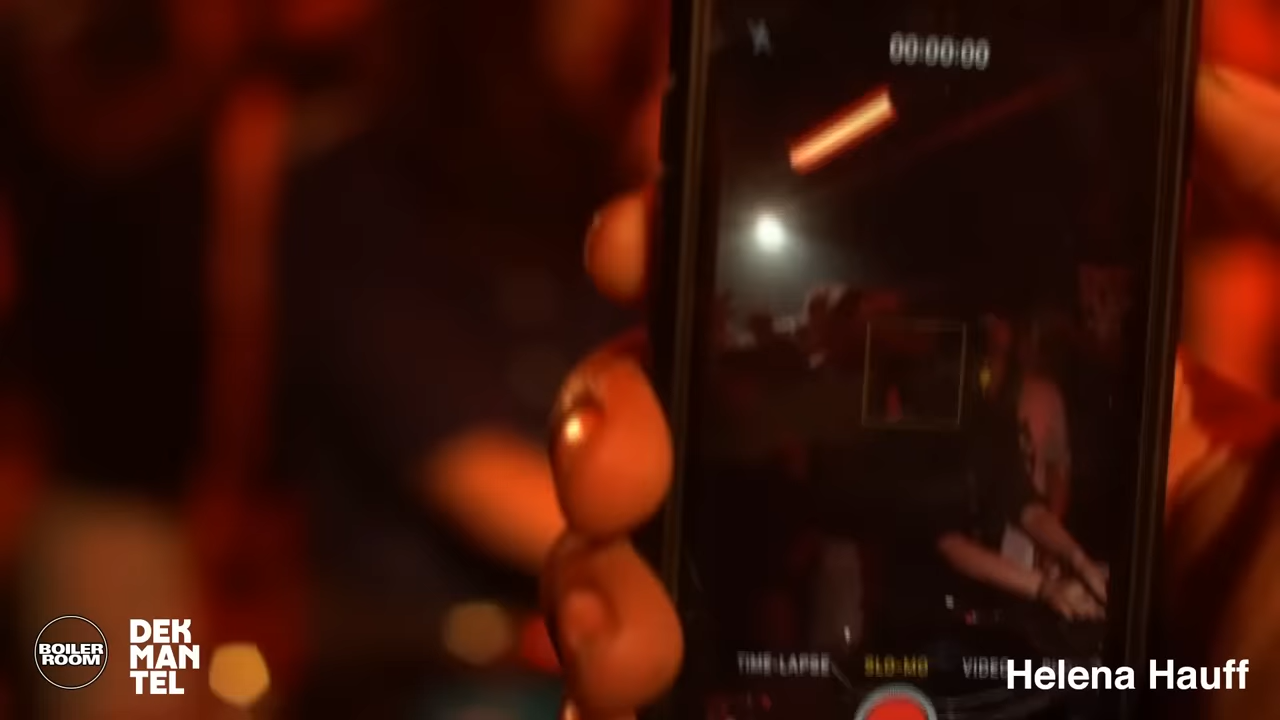 00:00:00
TIME-LAPSE SLO-MO VIDEO
BOILER
ROOM
DEK
MAN
TEL
Helena Hauff